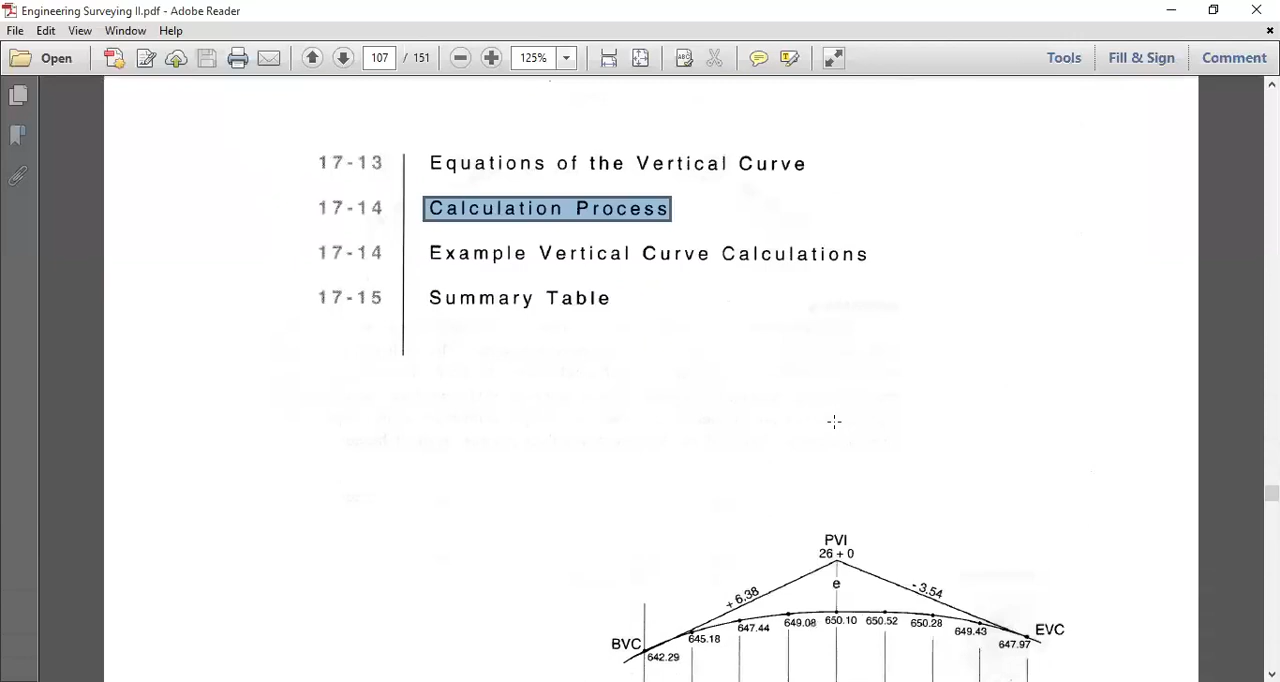 Engineering Surveying II.pdf - Adobe Reader
File Edit View Window Help
Open 107 / 151 125% Tools Fill & Sign Comment
17-13 Equations of the Vertical Curve
17-14 Calculation Process
17-14 Example Vertical Curve Calculations
17-15 Summary Table
PVI
26 + 0
e
+ 6.38
- 3.54
BVC
642.29
645.18
647.44
649.08
650.10
650.52
650.28
649.43
647.97
EVC